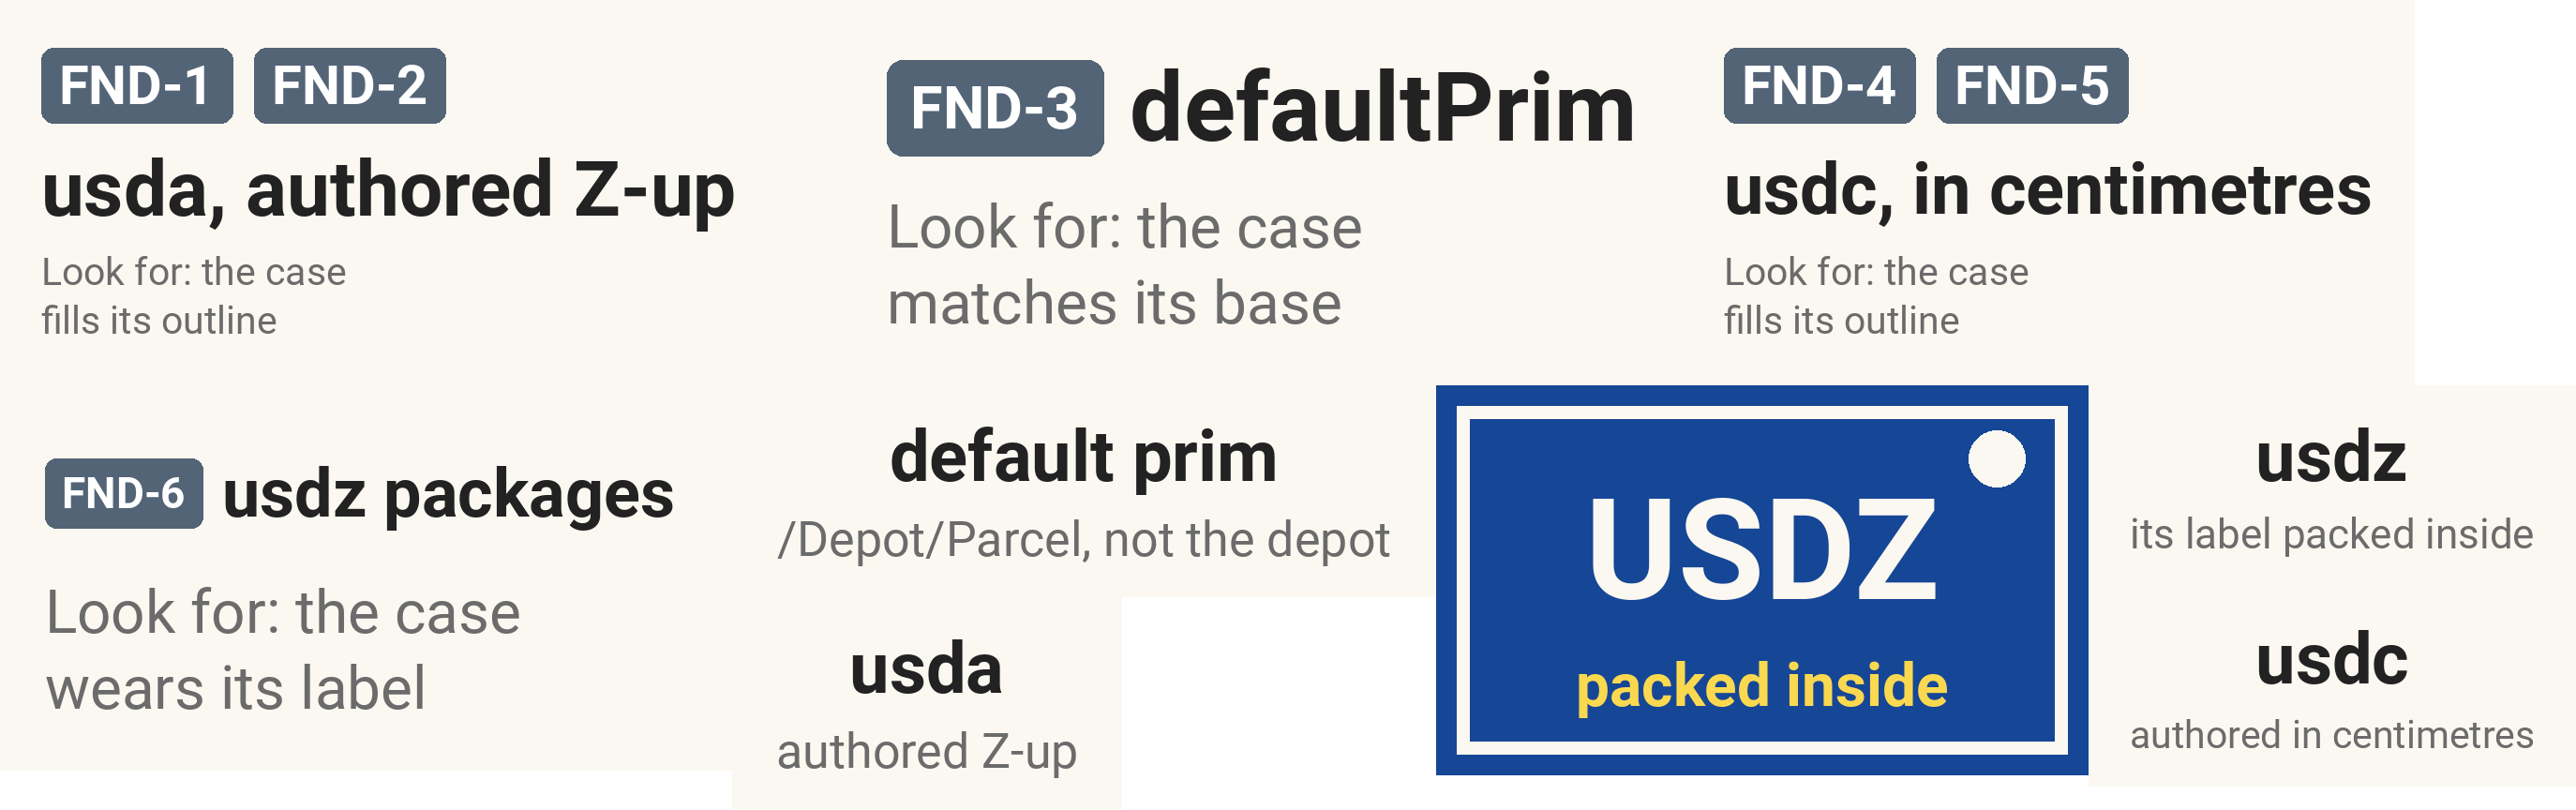 FND-1 FND-2
usda, authored Z-up
Look for: the case
fills its outline
FND-3 defaultPrim
Look for: the case
matches its base
FND-4 FND-5
usdc, in centimetres
Look for: the case
fills its outline
FND-6 usdz packages
Look for: the case
wears its label
default prim
/Depot/Parcel, not the depot
usda
authored Z-up
USDZ
packed inside
usdz
its label packed inside
usdc
authored in centimetres